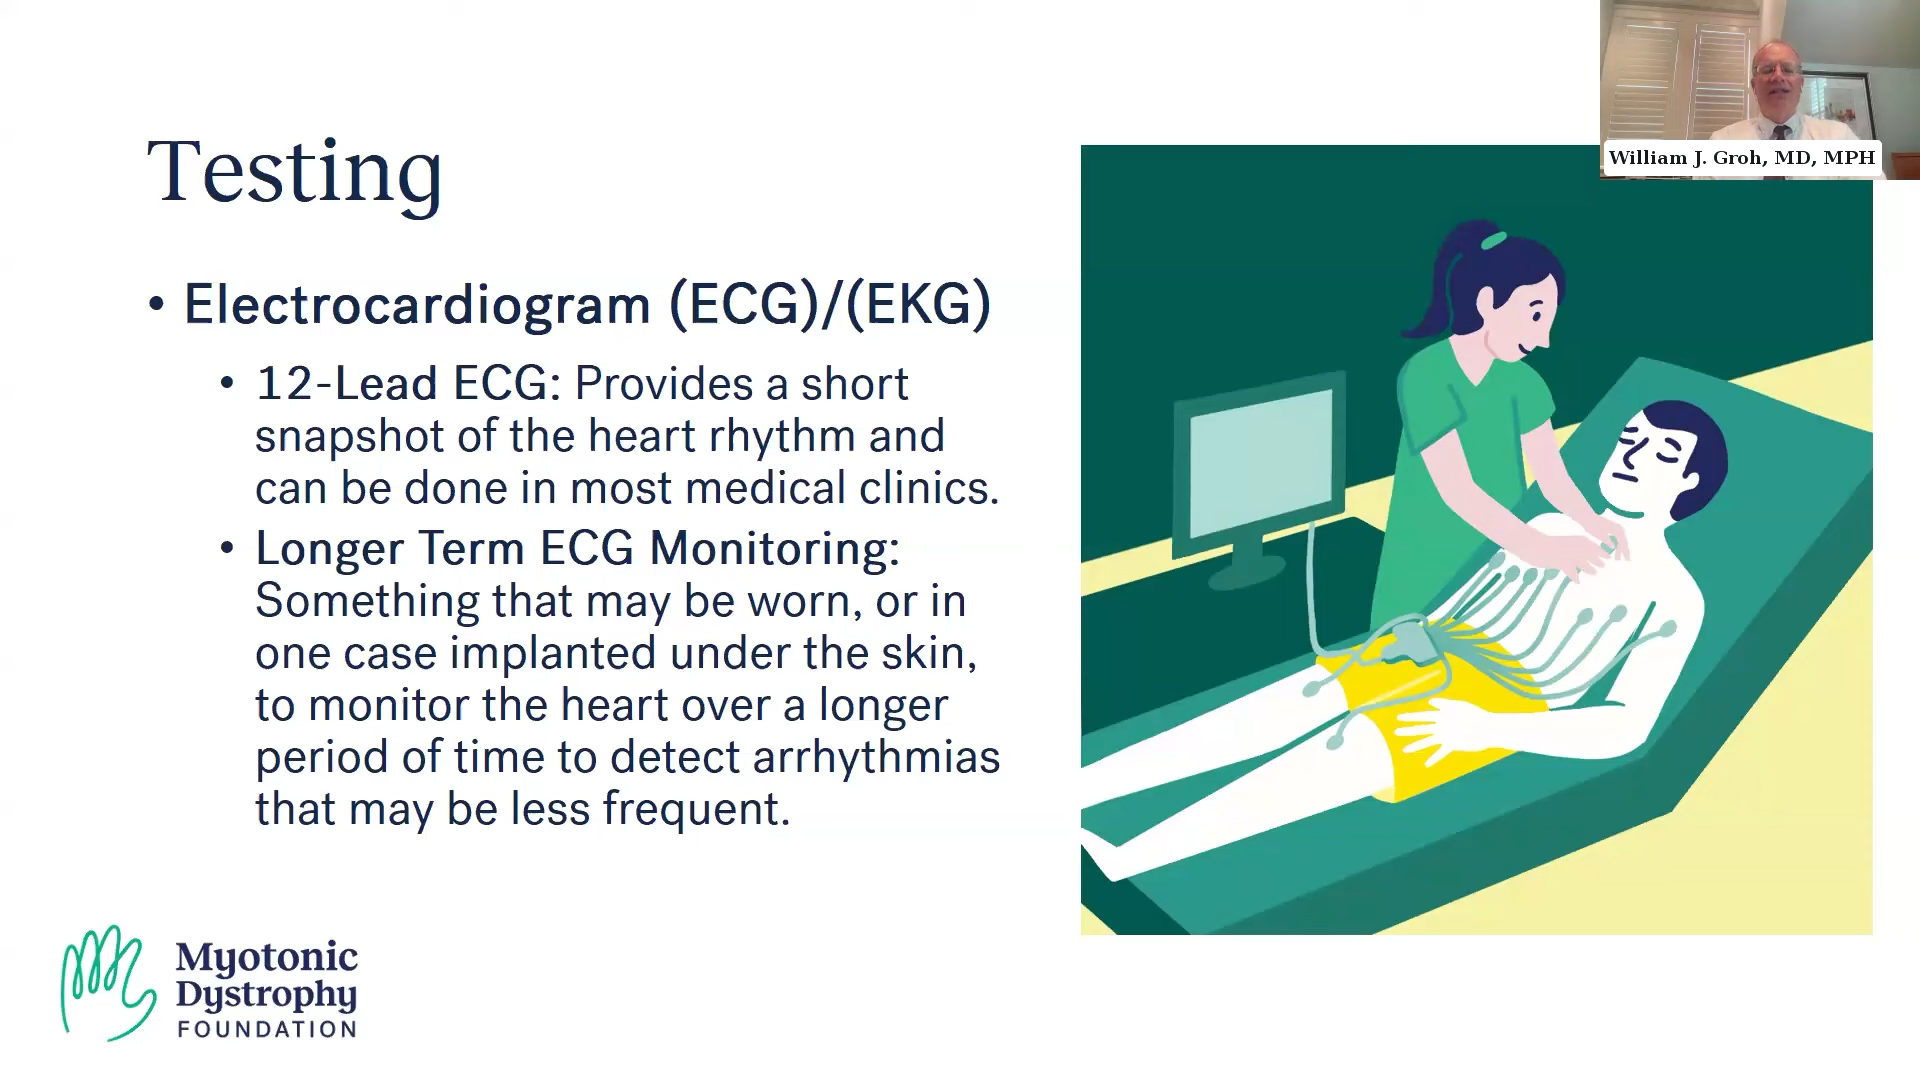 William J. Groh, MD, MPH
Testing
• Electrocardiogram (ECG)/(EKG)
• 12-Lead ECG: Provides a short
snapshot of the heart rhythm and
can be done in most medical clinics.
• Longer Term ECG Monitoring:
Something that may be worn, or in
one case implanted under the skin,
to monitor the heart over a longer
period of time to detect arrhythmias
that may be less frequent.
Myotonic
Dystrophy
FOUNDATION